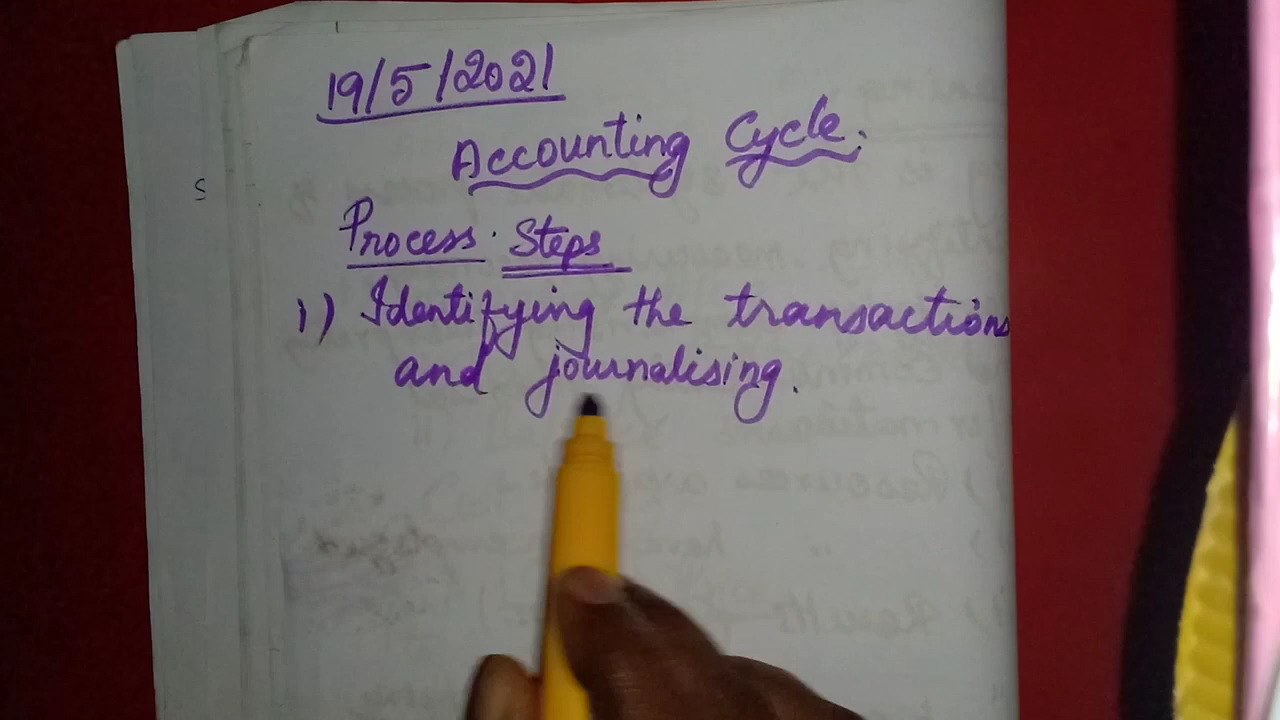 19/5/2021
Accounting Cycle.
Process. Steps
1) Identifying the transactions
and journalising.